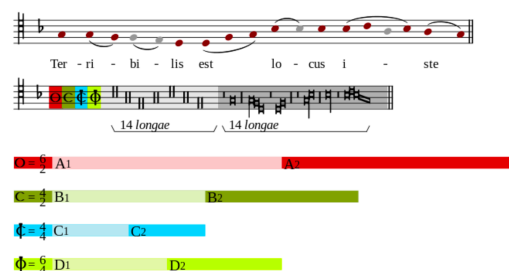 Ter - ri - bi - lis est lo - cus i - ste
14 longae 14 longae
O = 6/2 A1 A2
C = 4/2 B1 B2
¢ = 4/4 C1 C2
Φ = 6/4 D1 D2